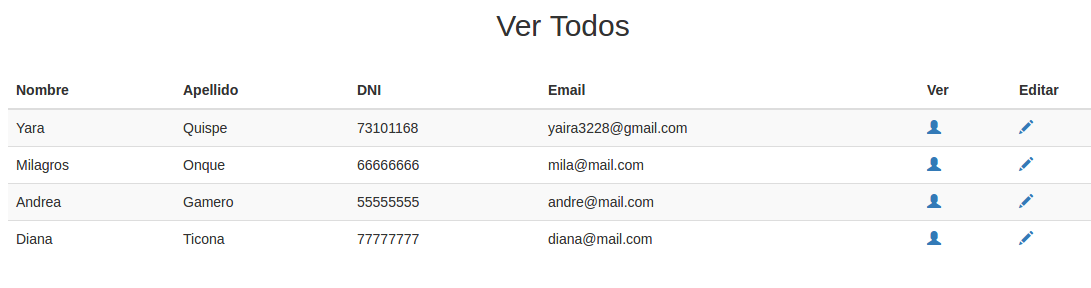 Ver Todos
Nombre Apellido DNI Email Ver Editar
Yara Quispe 73101168 yaira3228@gmail.com
Milagros Onque 66666666 mila@mail.com
Andrea Gamero 55555555 andre@mail.com
Diana Ticona 77777777 diana@mail.com